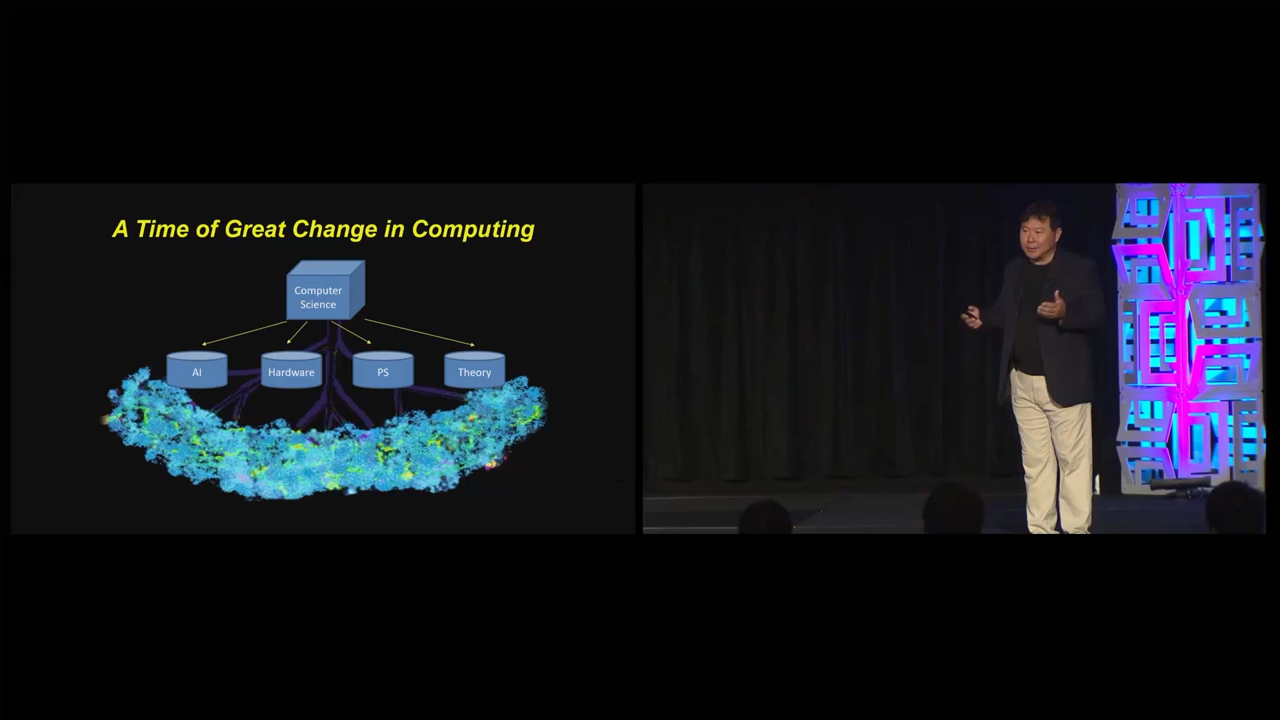 A Time of Great Change in Computing
Computer
Science
AI
Hardware
PS
Theory